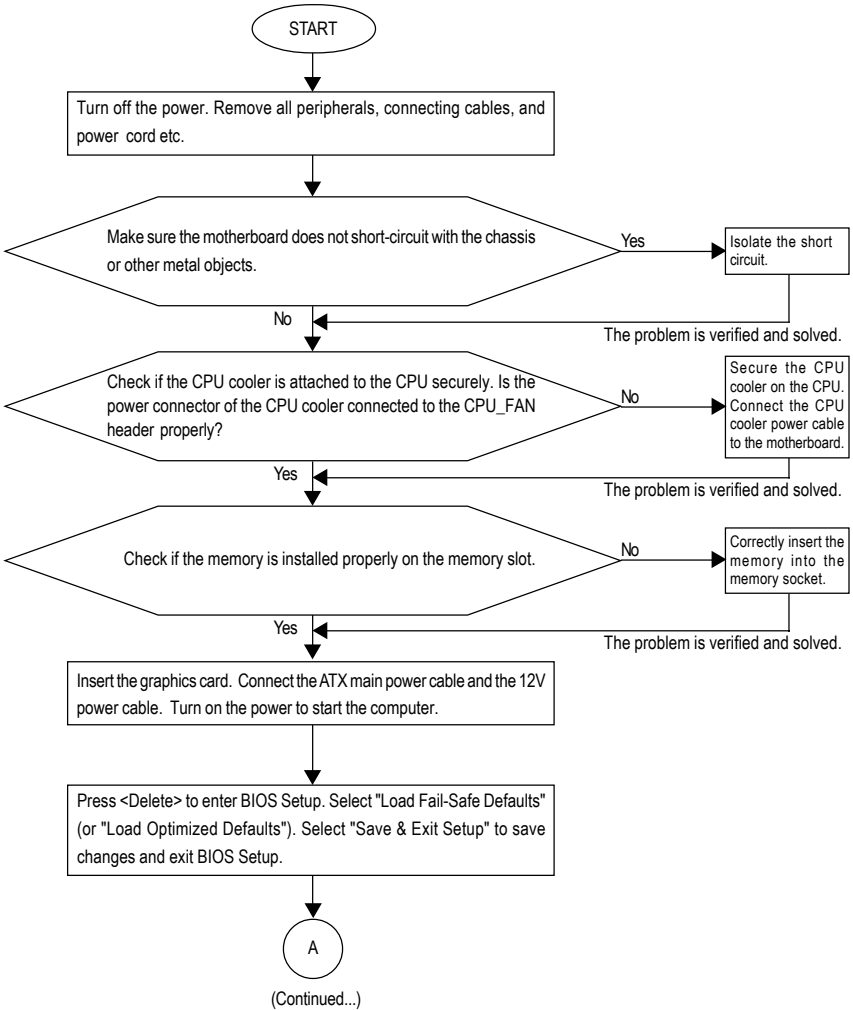 START
Turn off the power. Remove all peripherals, connecting cables, and
power cord etc.
Make sure the motherboard does not short-circuit with the chassis
or other metal objects.
Yes
Isolate the short
circuit.
No
The problem is verified and solved.
Check if the CPU cooler is attached to the CPU securely. Is the
power connector of the CPU cooler connected to the CPU_FAN
header properly?
No
Secure the CPU
cooler on the CPU.
Connect the CPU
cooler power cable
to the motherboard.
Yes
The problem is verified and solved.
Check if the memory is installed properly on the memory slot.
No
Correctly insert the
memory into the
memory socket.
Yes
The problem is verified and solved.
Insert the graphics card. Connect the ATX main power cable and the 12V
power cable. Turn on the power to start the computer.
Press <Delete> to enter BIOS Setup. Select "Load Fail-Safe Defaults"
(or "Load Optimized Defaults"). Select "Save & Exit Setup" to save
changes and exit BIOS Setup.
A
(Continued...)